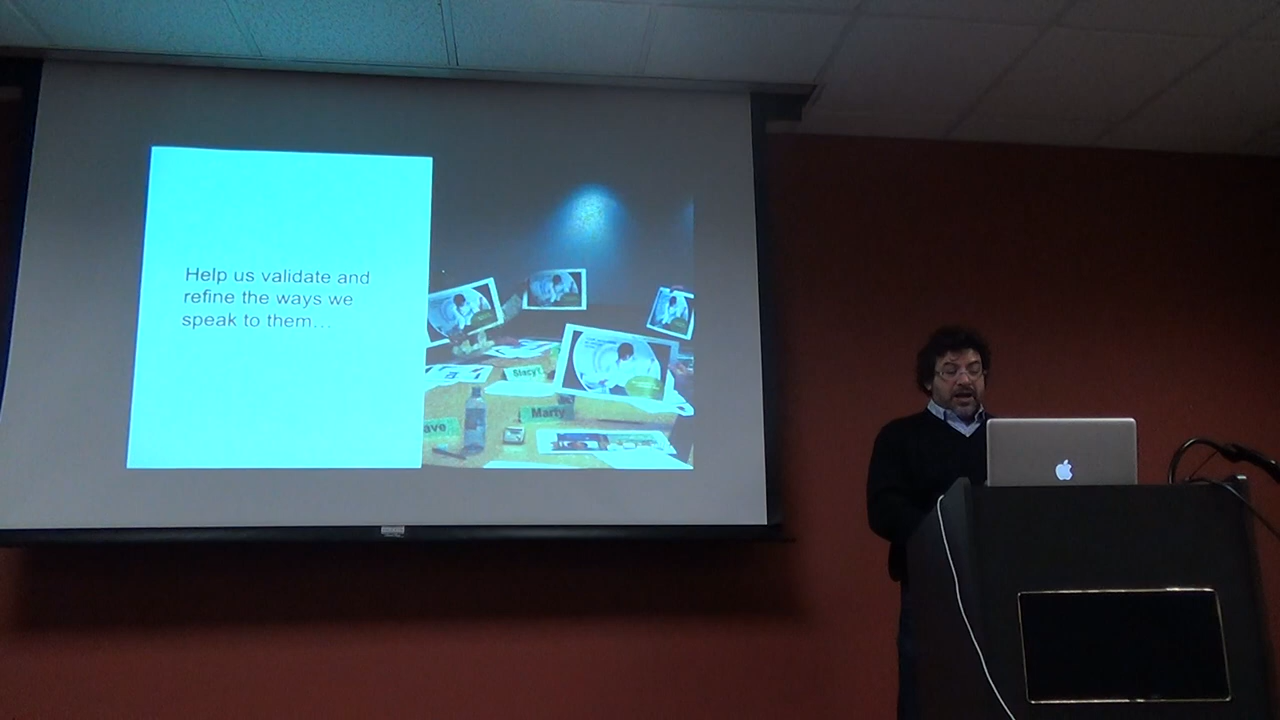 Help us validate and
refine the ways we
speak to them...
Stacy
Marty
ave